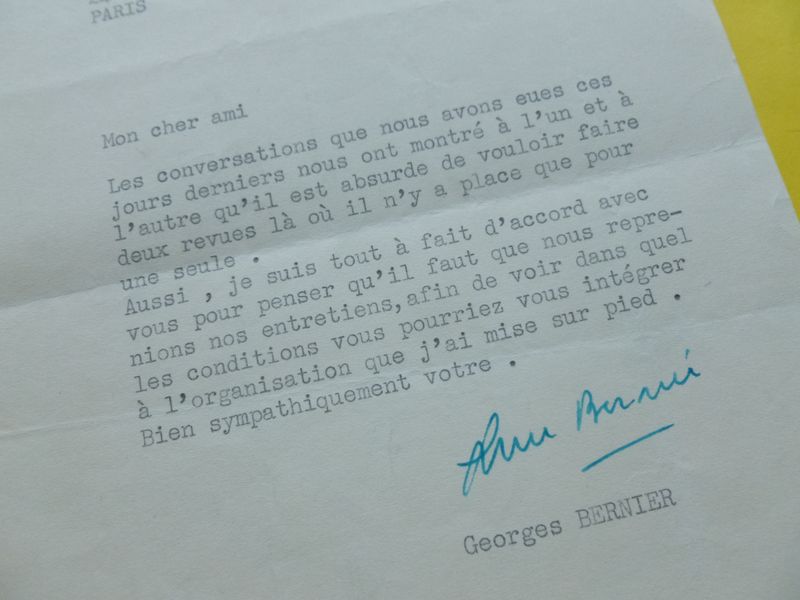 PARIS
Mon cher ami
Les conversations que nous avons eues ces
jours derniers nous ont montré à l'un et à
l'autre qu'il est absurde de vouloir faire
deux revues là où il n'y a place que pour
une seule .
Aussi , je suis tout à fait d'accord avec
vous pour penser qu'il faut que nous repre-
nions nos entretiens,afin de voir dans quel
les conditions vous pourriez vous intégrer
à l'organisation que j'ai mise sur pied .
Bien sympathiquement votre .
Bernier
Georges BERNIER